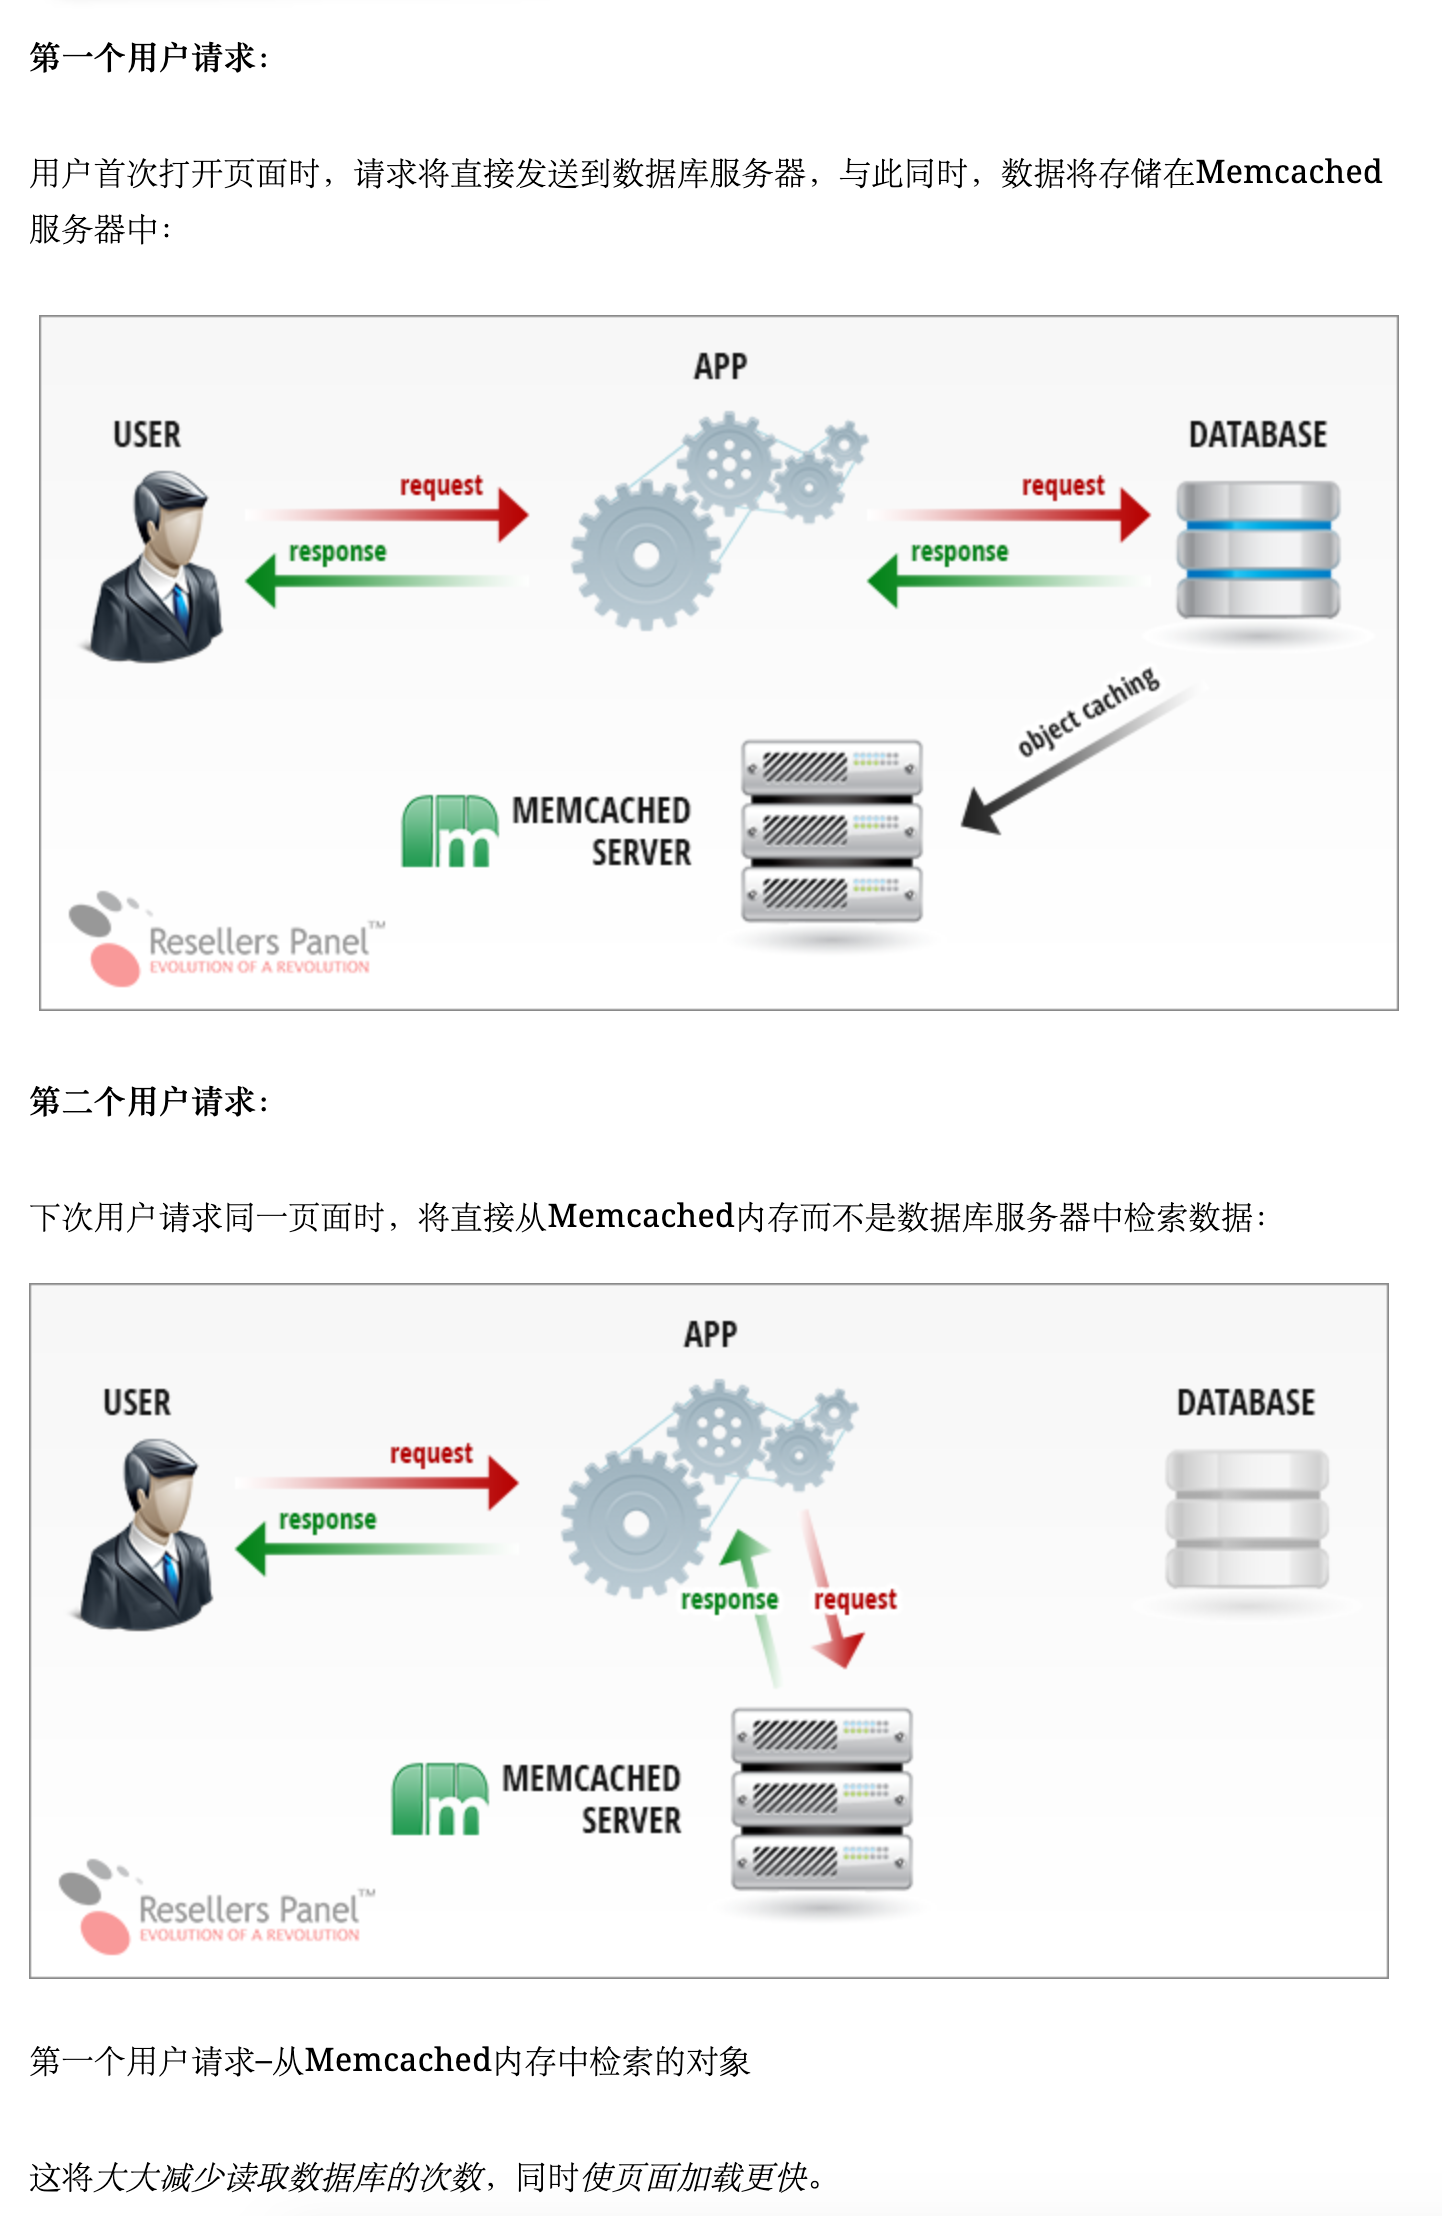 第一个用户请求：
用户首次打开页面时，请求将直接发送到数据库服务器，与此同时，数据将存储在Memcached
服务器中：
APP
USER
DATABASE
request
request
response
response
object caching
MEMCACHED
SERVER
m
Resellers Panel™
EVOLUTION OF A REVOLUTION
第二个用户请求：
下次用户请求同一页面时，将直接从Memcached内存而不是数据库服务器中检索数据：
APP
USER
DATABASE
request
response
response
request
MEMCACHED
SERVER
m
Resellers Panel™
EVOLUTION OF A REVOLUTION
第一个用户请求–从Memcached内存中检索的对象
这将大大减少读取数据库的次数，同时使页面加载更快。